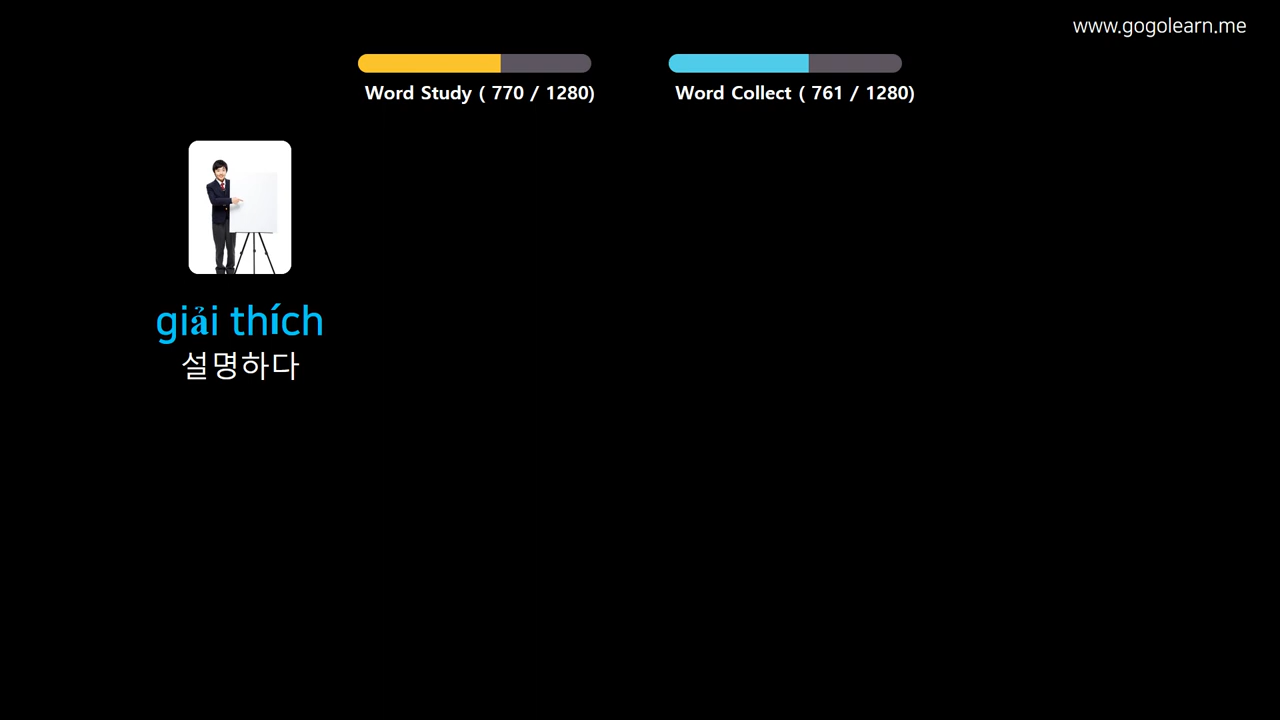 www.gogolearn.me
Word Study ( 770 / 1280)
Word Collect ( 761 / 1280)
giải thích
설명하다